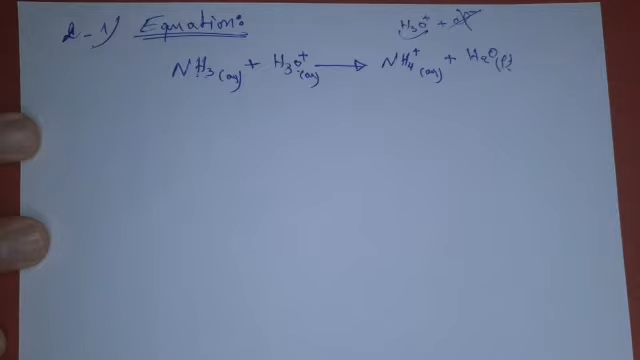 2-1) Equation:
H₃O⁺ +
NH₃(aq) + H₃O⁺(aq) ⟶ NH₄⁺(aq) + H₂O(l)